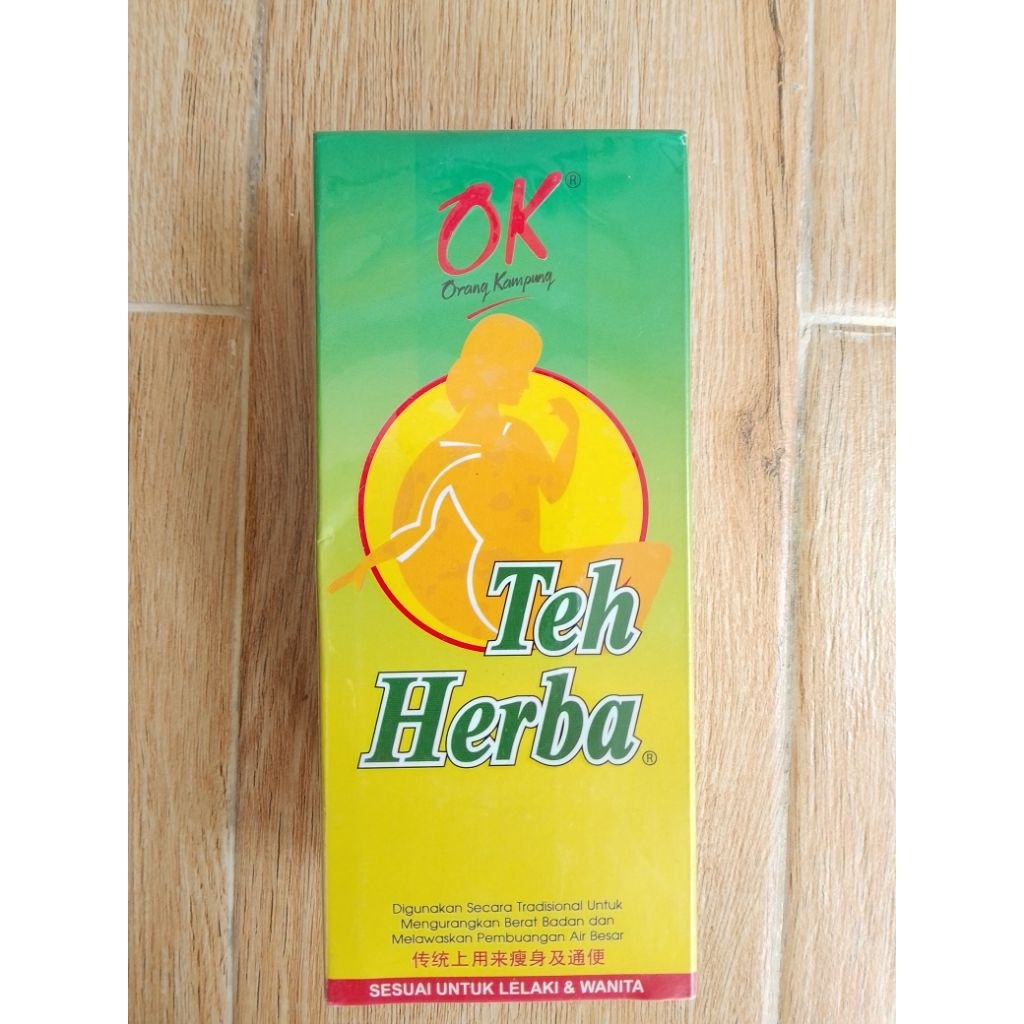 OK®
Orang Kampung
Teh
Herba®
Digunakan Secara Tradisional Untuk
Mengurangkan Berat Badan dan
Melawaskan Pembuangan Air Besar
传统上用来瘦身及通便
SESUAI UNTUK LELAKI & WANITA